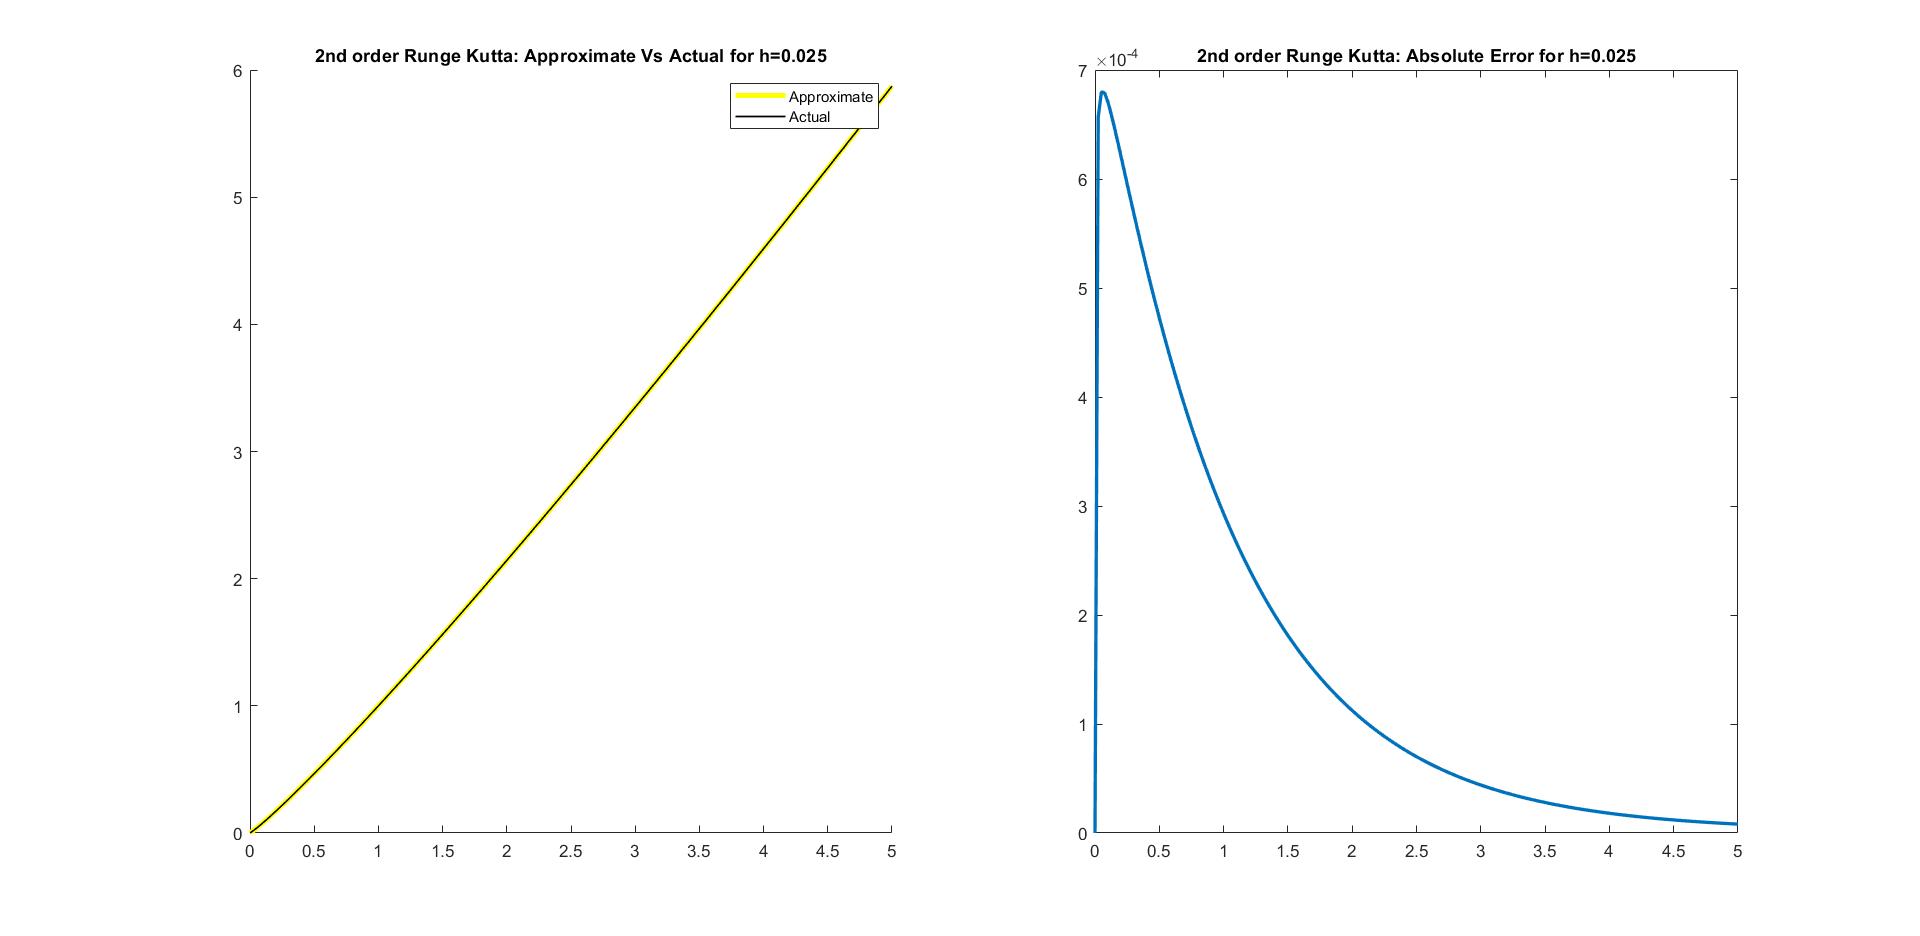 2nd order Runge Kutta: Approximate Vs Actual for h=0.025
6
5
4
3
2
1
0
0 0.5 1 1.5 2 2.5 3 3.5 4 4.5 5
Approximate
Actual
2nd order Runge Kutta: Absolute Error for h=0.025
×10⁻⁴
7
6
5
4
3
2
1
0
0 0.5 1 1.5 2 2.5 3 3.5 4 4.5 5